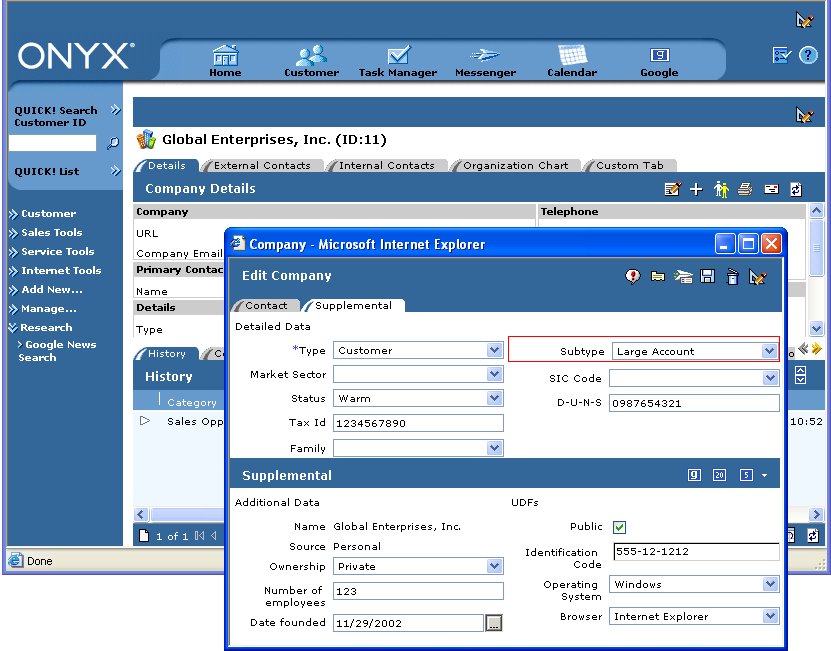 ONYX
Home
Customer
Task Manager
Messenger
Calendar
Google
QUICK! Search
Customer ID
QUICK! List
Customer
Sales Tools
Service Tools
Internet Tools
Add New...
Manage...
Research
> Google News
Search
Global Enterprises, Inc. (ID:11)
Details
External Contacts
Internal Contacts
Organization Chart
Custom Tab
Company Details
Company
Telephone
URL
Company Email
Primary Contac
Name
Details
Type
History
History
Category
Sales Opp
10:52
1 of 1
Done
Company - Microsoft Internet Explorer
Edit Company
Contact
Supplemental
Detailed Data
*Type Customer
Subtype Large Account
Market Sector
SIC Code
Status Warm
D-U-N-S 0987654321
Tax Id 1234567890
Family
Supplemental
g 20 5
Additional Data
UDFs
Name Global Enterprises, Inc.
Public
Source Personal
Ownership Private
Identification
Code
555-12-1212
Number of
employees
123
Operating
System
Windows
Date founded 11/29/2002
...
Browser Internet Explorer